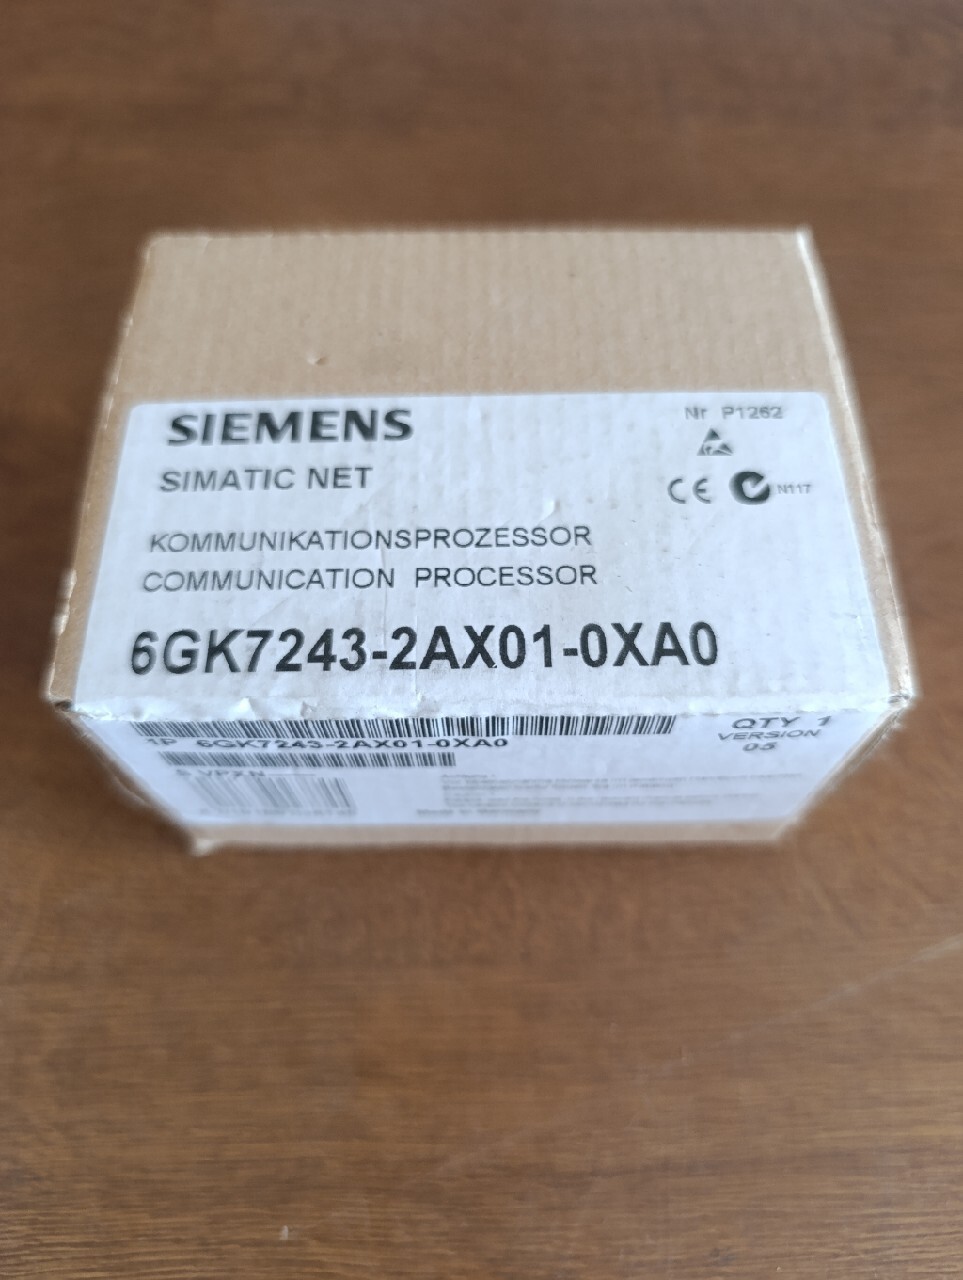 SIEMENS
Nr P1262
SIMATIC NET
CE N117
KOMMUNIKATIONSPROZESSOR
COMMUNICATION PROCESSOR
6GK7243-2AX01-0XA0
1P 6GK7243-2AX01-0XA0
QTY 1
VERSION
05